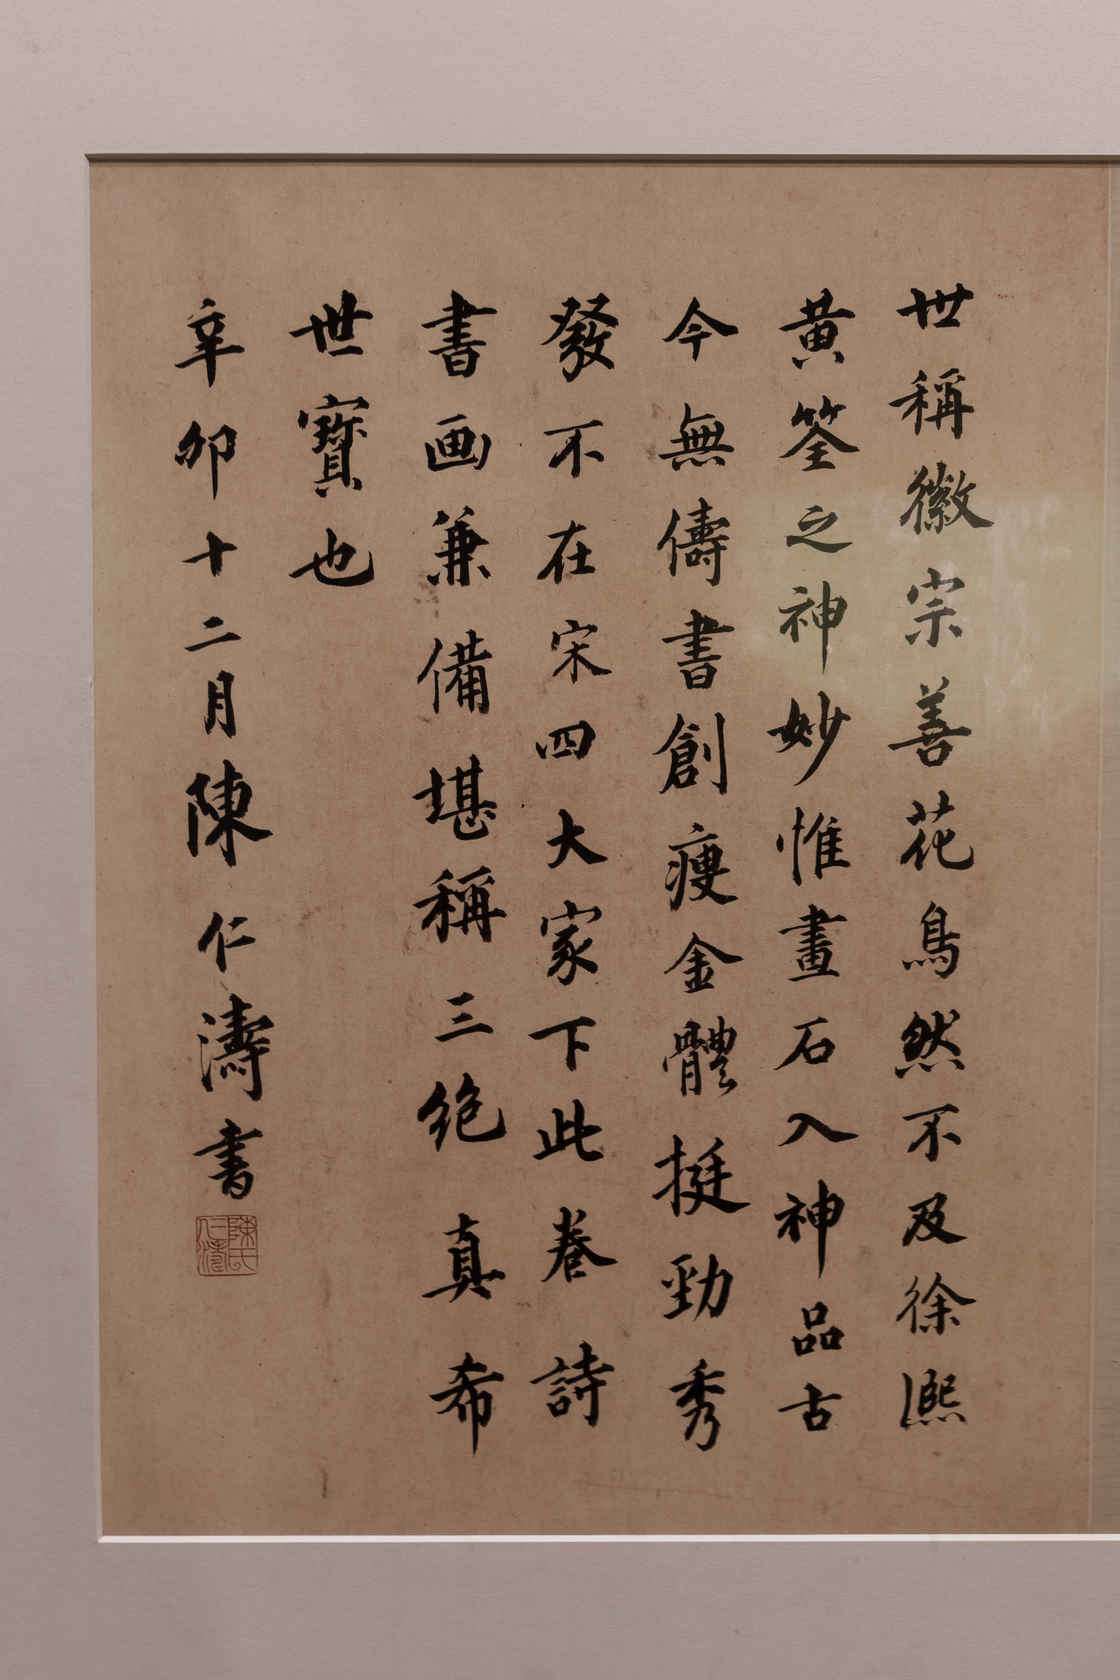 世稱徽宗善花鳥然不及徐熙
黃筌之神妙惟畫石入神品古
今無儔書創瘦金體挺勁秀
發不在宋四大家下此卷詩
書画兼備堪稱三絕真希
世寶也
辛卯十二月陳仁濤書
陳氏
仁濤